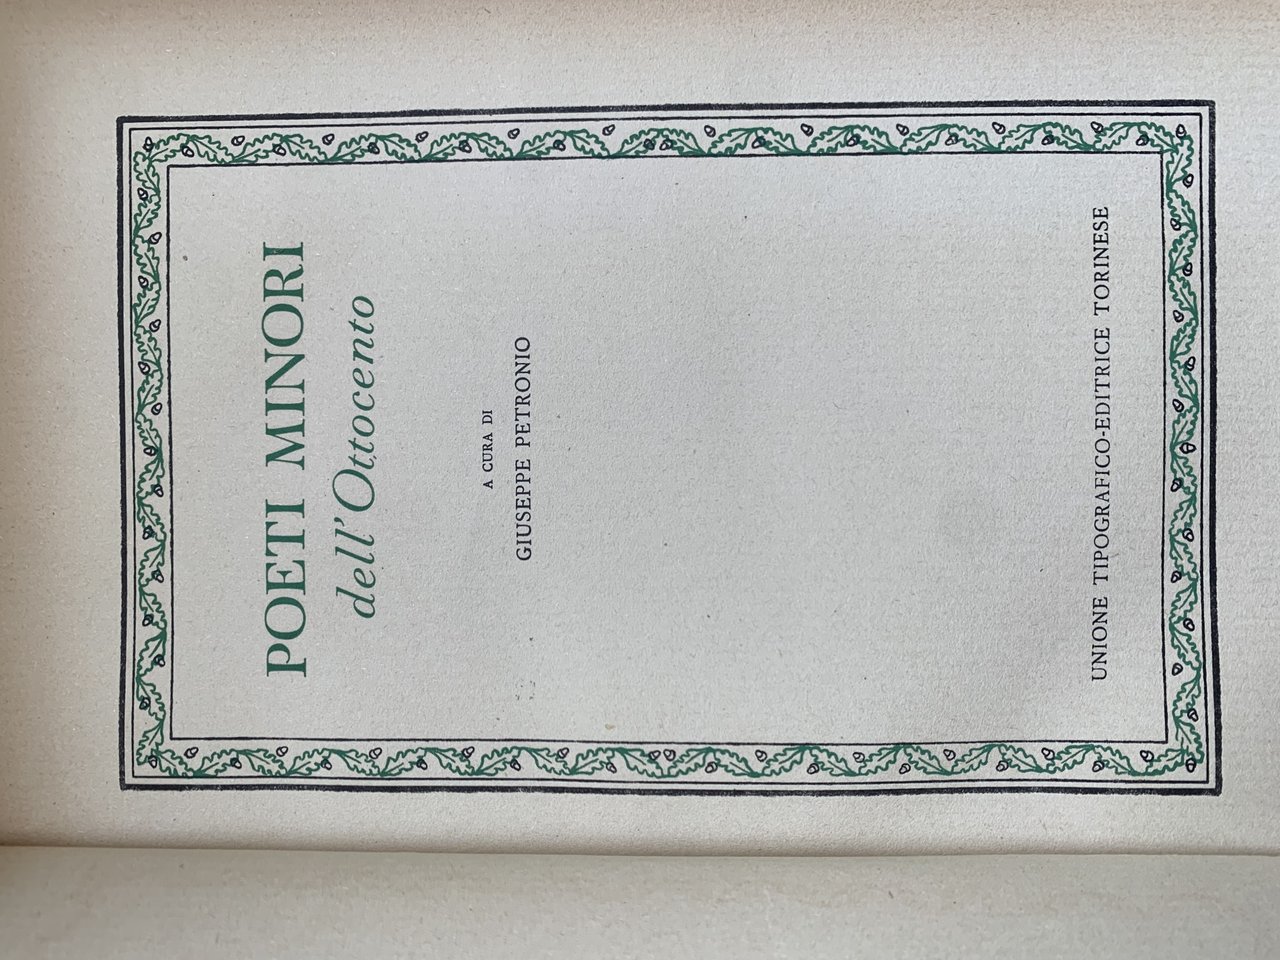 POETI MINORI
dell'Ottocento
A CURA DI
GIUSEPPE PETRONIO
UNIONE TIPOGRAFICO-EDITRICE TORINESE